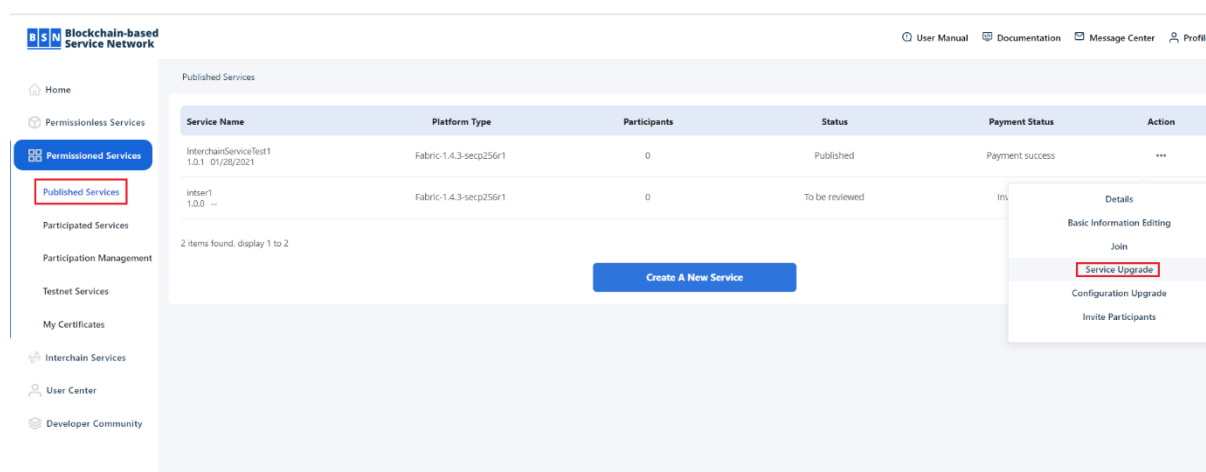 BSN Blockchain-based
Service Network
User Manual Documentation Message Center Profil
Home
Permissionless Services
Permissioned Services
Published Services
Participated Services
Participation Management
Testnet Services
My Certificates
Interchain Services
User Center
Developer Community
Published Services
Service Name Platform Type Participants Status Payment Status Action
InterchainServiceTest1
1.0.1 01/28/2021 Fabric-1.4.3-secp256r1 0 Published Payment success •••
intser1
1.0.0 -- Fabric-1.4.3-secp256r1 0 To be reviewed Inv
2 items found, display 1 to 2
Create A New Service
Details
Basic Information Editing
Join
Service Upgrade
Configuration Upgrade
Invite Participants